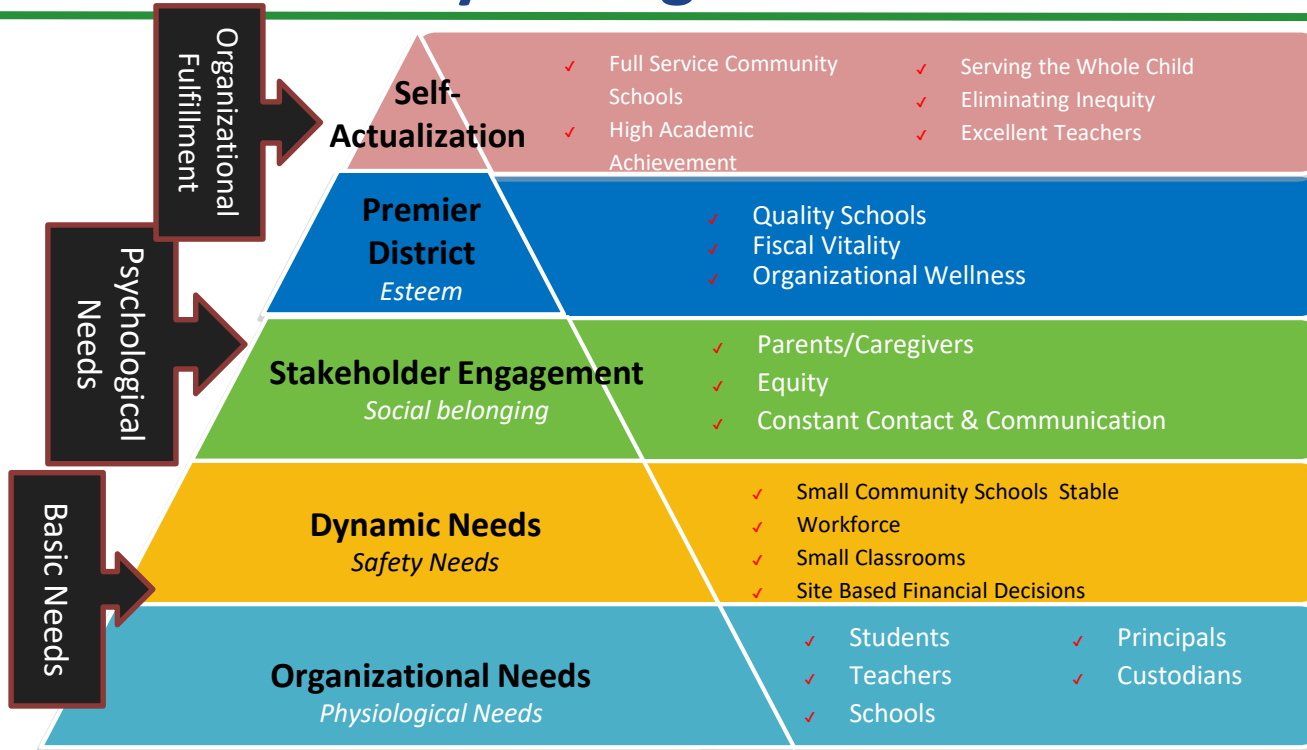 Organizational
Fulfillment
Self-
Actualization
Full Service Community
Schools
High Academic
Achievement
Serving the Whole Child
Eliminating Inequity
Excellent Teachers
Psychological
Needs
Premier
District
Esteem
Quality Schools
Fiscal Vitality
Organizational Wellness
Stakeholder Engagement
Social belonging
Parents/Caregivers
Equity
Constant Contact & Communication
Basic Needs
Dynamic Needs
Safety Needs
Small Community Schools Stable
Workforce
Small Classrooms
Site Based Financial Decisions
Organizational Needs
Physiological Needs
Students
Teachers
Schools
Principals
Custodians